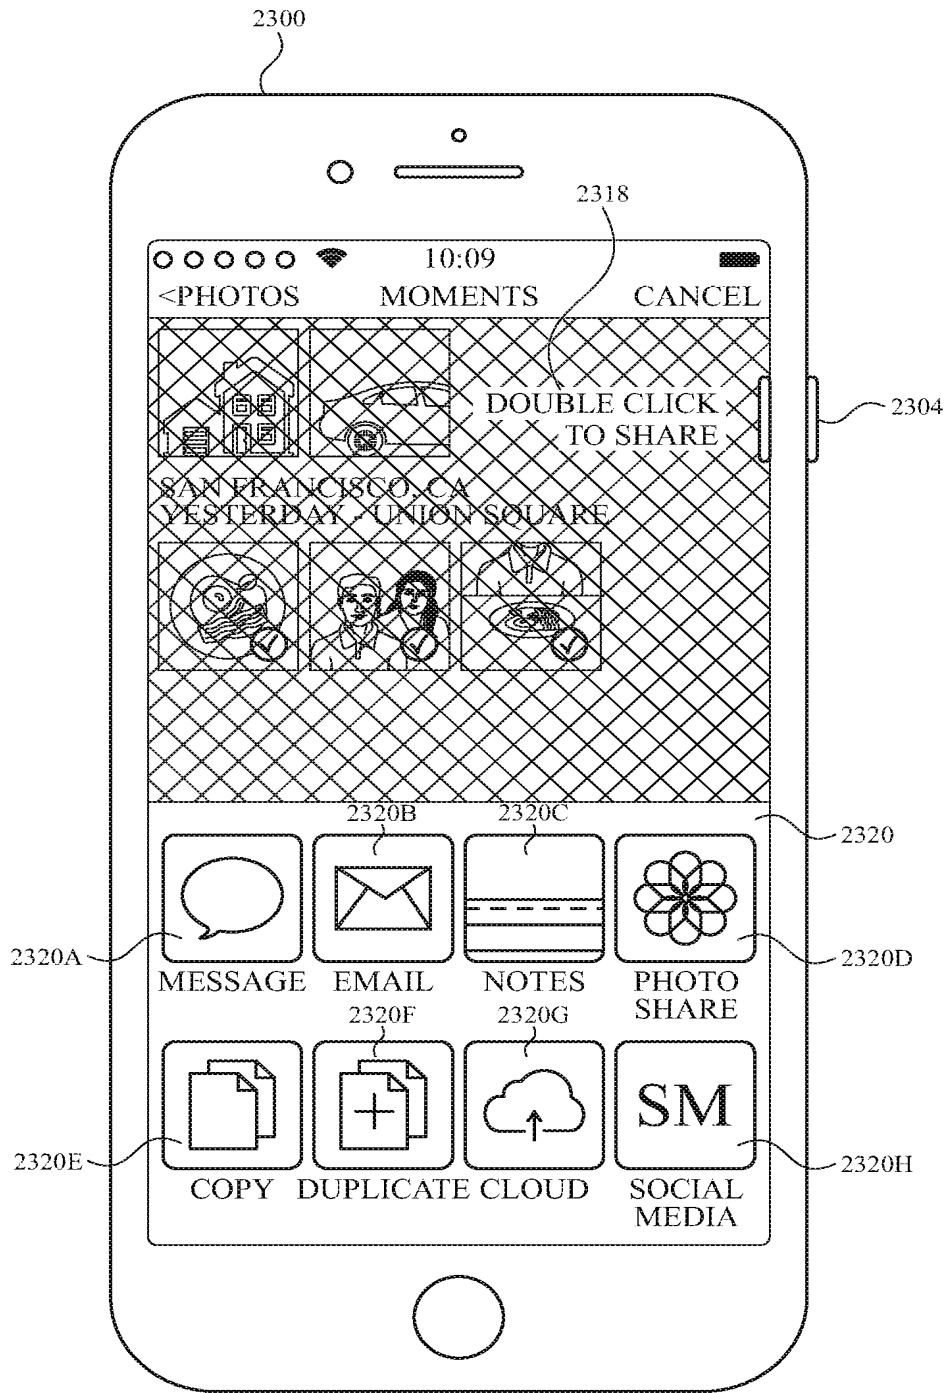 2300
2318
10:09
<PHOTOS MOMENTS CANCEL
DOUBLE CLICK
TO SHARE
2304
SAN FRANCISCO, CA
YESTERDAY - UNION SQUARE
2320B 2320C
2320
2320A
2320D
MESSAGE EMAIL NOTES PHOTO
SHARE
2320F 2320G
SM
2320E
2320H
COPY DUPLICATE CLOUD SOCIAL
MEDIA